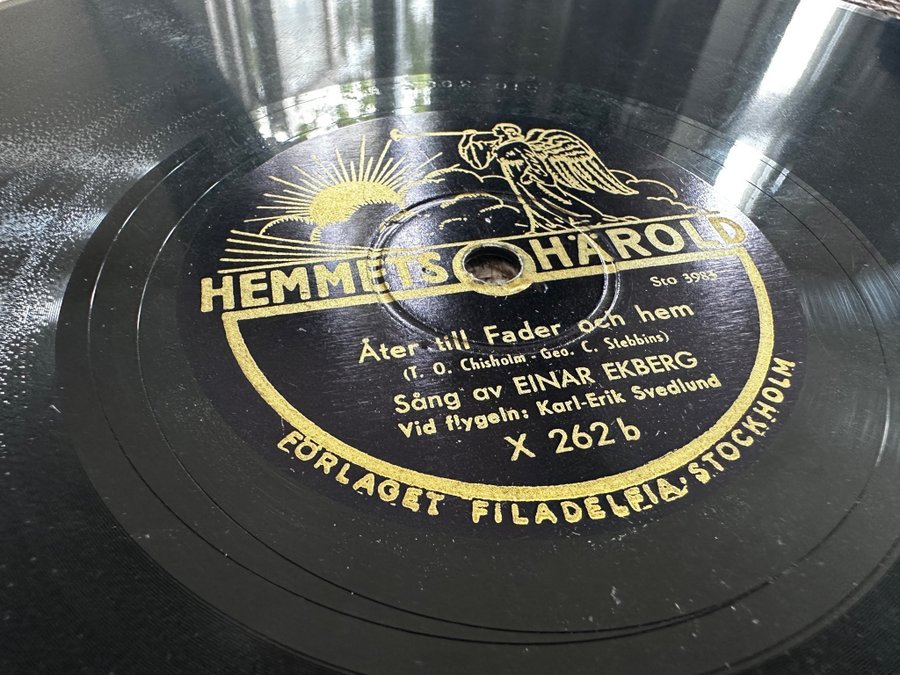 HEMMETS HÄROLD
Sto 3983
Åter till Fader och hem
(T. O. Chisholm - Geo. C. Stebbins)
Sång av EINAR EKBERG
Vid flygeln: Karl-Erik Svedlund
X 262 b
FÖRLAGET FILADELFIA, STOCKHOLM